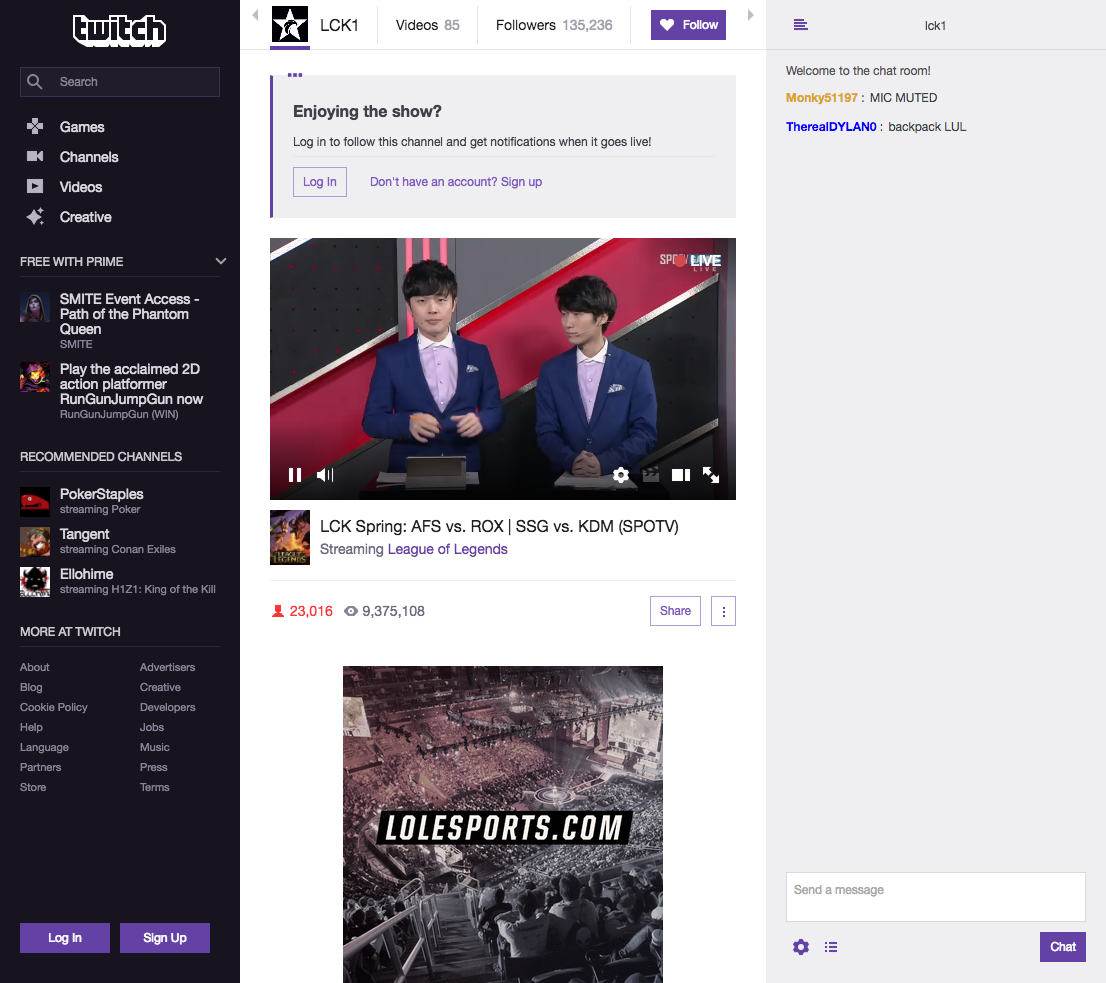 twitch
Search
Games
Channels
Videos
Creative
FREE WITH PRIME
SMITE Event Access -
Path of the Phantom
Queen
SMITE
Play the acclaimed 2D
action platformer
RunGunJumpGun now
RunGunJumpGun (WIN)
RECOMMENDED CHANNELS
PokerStaples
streaming Poker
Tangent
streaming Conan Exiles
Ellohime
streaming H1Z1: King of the Kill
MORE AT TWITCH
About Advertisers
Blog Creative
Cookie Policy Developers
Help Jobs
Language Music
Partners Press
Store Terms
Log In Sign Up
LCK1 Videos 85 Followers 135,236 Follow
Enjoying the show?
Log in to follow this channel and get notifications when it goes live!
Log In Don't have an account? Sign up
LIVE
LIVE
LEAGUE OF
LEGENDS
LCK Spring: AFS vs. ROX | SSG vs. KDM (SPOTV)
Streaming League of Legends
23,016 9,375,108 Share
LOLESPORTS.COM
lck1
Welcome to the chat room!
Monky51197 : MIC MUTED
TherealDYLAN0 : backpack LUL
Send a message
Chat